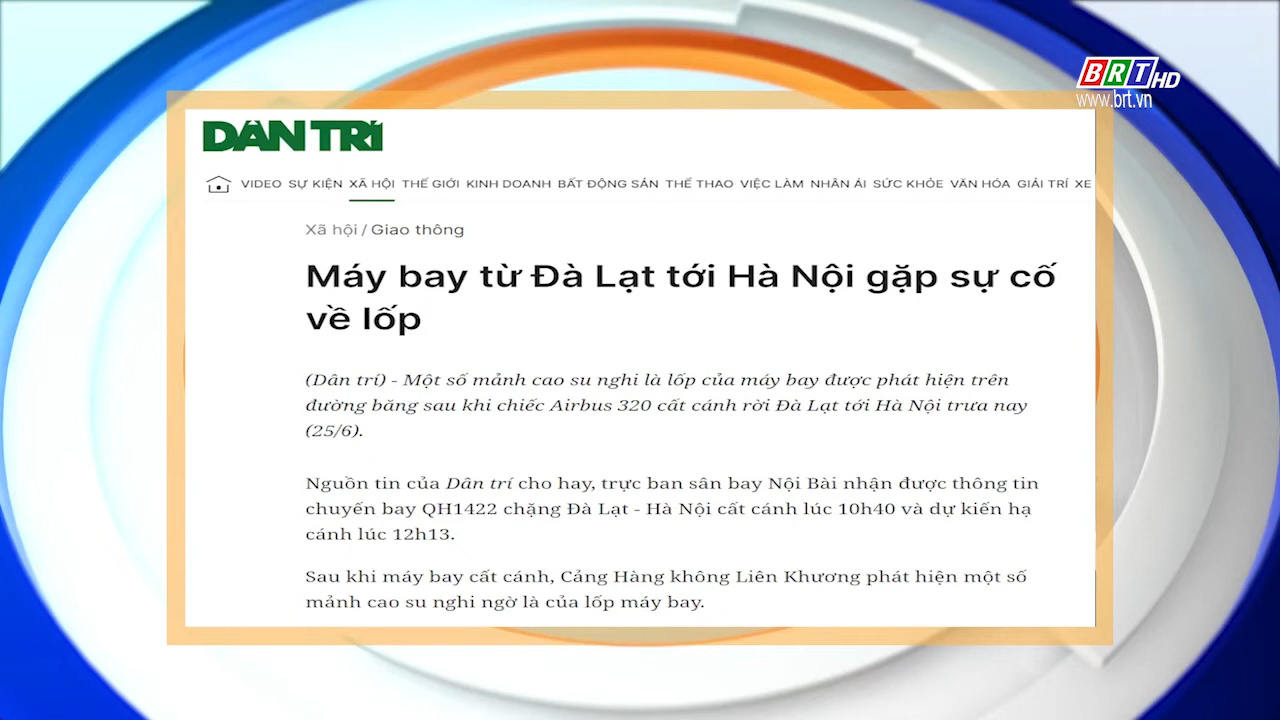 BRT HD
www.brt.vn
DÂN TRÍ
VIDEO SỰ KIỆN XÃ HỘI THẾ GIỚI KINH DOANH BẤT ĐỘNG SẢN THỂ THAO VIỆC LÀM NHÂN ÁI SỨC KHỎE VĂN HÓA GIẢI TRÍ XE
Xã hội / Giao thông
Máy bay từ Đà Lạt tới Hà Nội gặp sự cố
về lốp
(Dân trí) - Một số mảnh cao su nghi là lốp của máy bay được phát hiện trên
đường băng sau khi chiếc Airbus 320 cất cánh rời Đà Lạt tới Hà Nội trưa nay
(25/6).
Nguồn tin của Dân trí cho hay, trực ban sân bay Nội Bài nhận được thông tin
chuyến bay QH1422 chặng Đà Lạt - Hà Nội cất cánh lúc 10h40 và dự kiến hạ
cánh lúc 12h13.
Sau khi máy bay cất cánh, Cảng Hàng không Liên Khương phát hiện một số
mảnh cao su nghi ngờ là của lốp máy bay.